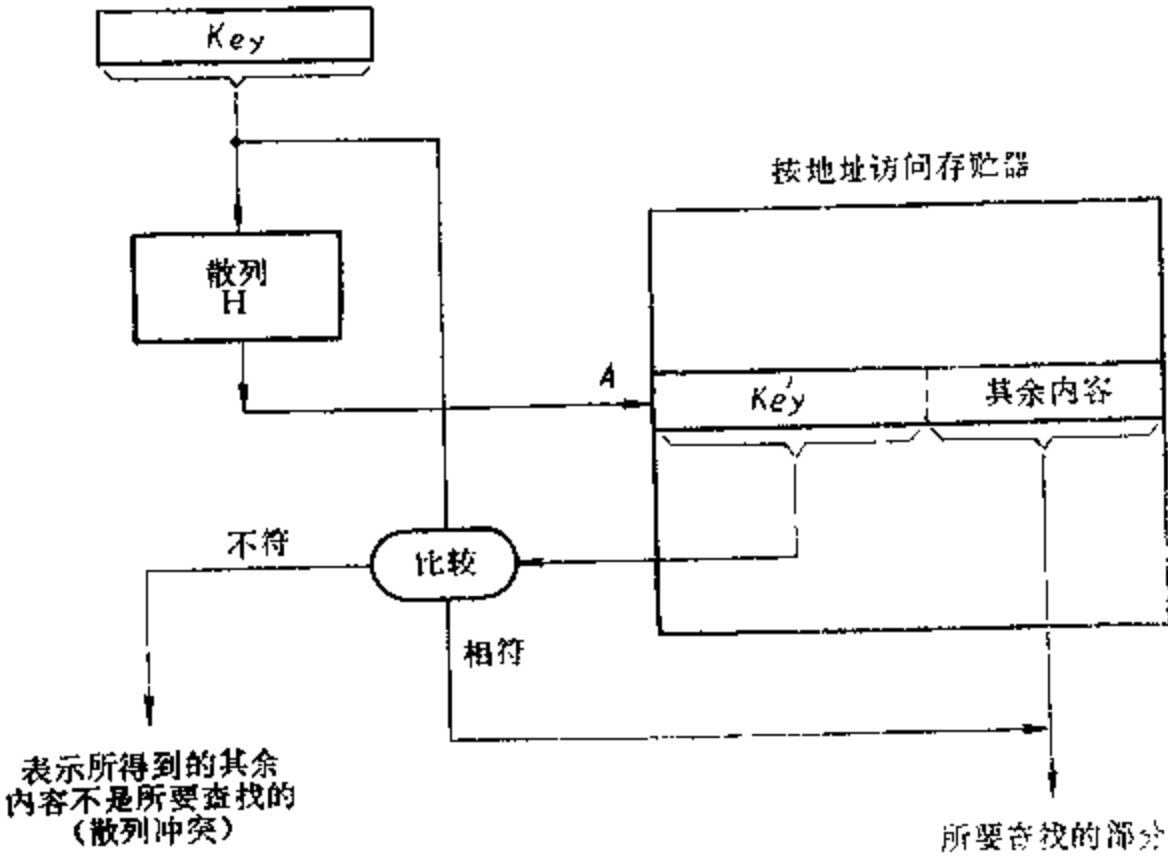 Key
按地址访问存贮器
散列
H
A
Ke'y
其余内容
不符
比较
相符
表示所得到的其余
内容不是所要查找的
（散列冲突）
所要查找的部分